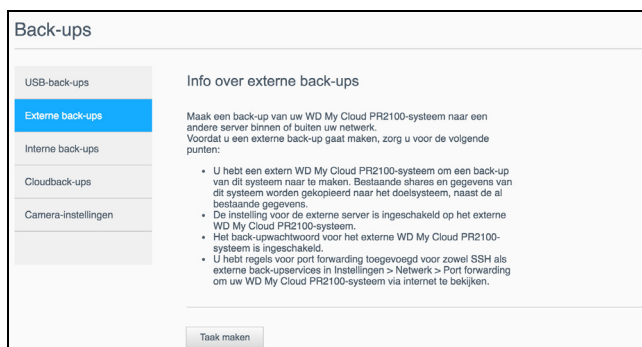 Back-ups
USB-back-ups
Externe back-ups
Interne back-ups
Cloudback-ups
Camera-instellingen
Info over externe back-ups
Maak een back-up van uw WD My Cloud PR2100-systeem naar een
andere server binnen of buiten uw netwerk.
Voordat u een externe back-up gaat maken, zorg u voor de volgende
punten:
• U hebt een extern WD My Cloud PR2100-systeem om een back-up
van dit systeem naar te maken. Bestaande shares en gegevens van
dit systeem worden gekopieerd naar het doelsysteem, naast de al
bestaande gegevens.
• De instelling voor de externe server is ingeschakeld op het externe
WD My Cloud PR2100-systeem.
• Het back-upwachtwoord voor het externe WD My Cloud PR2100-
systeem is ingeschakeld.
• U hebt regels voor port forwarding toegevoegd voor zowel SSH als
externe back-upservices in Instellingen > Netwerk > Port forwarding
om uw WD My Cloud PR2100-systeem via internet te bekijken.
Taak maken